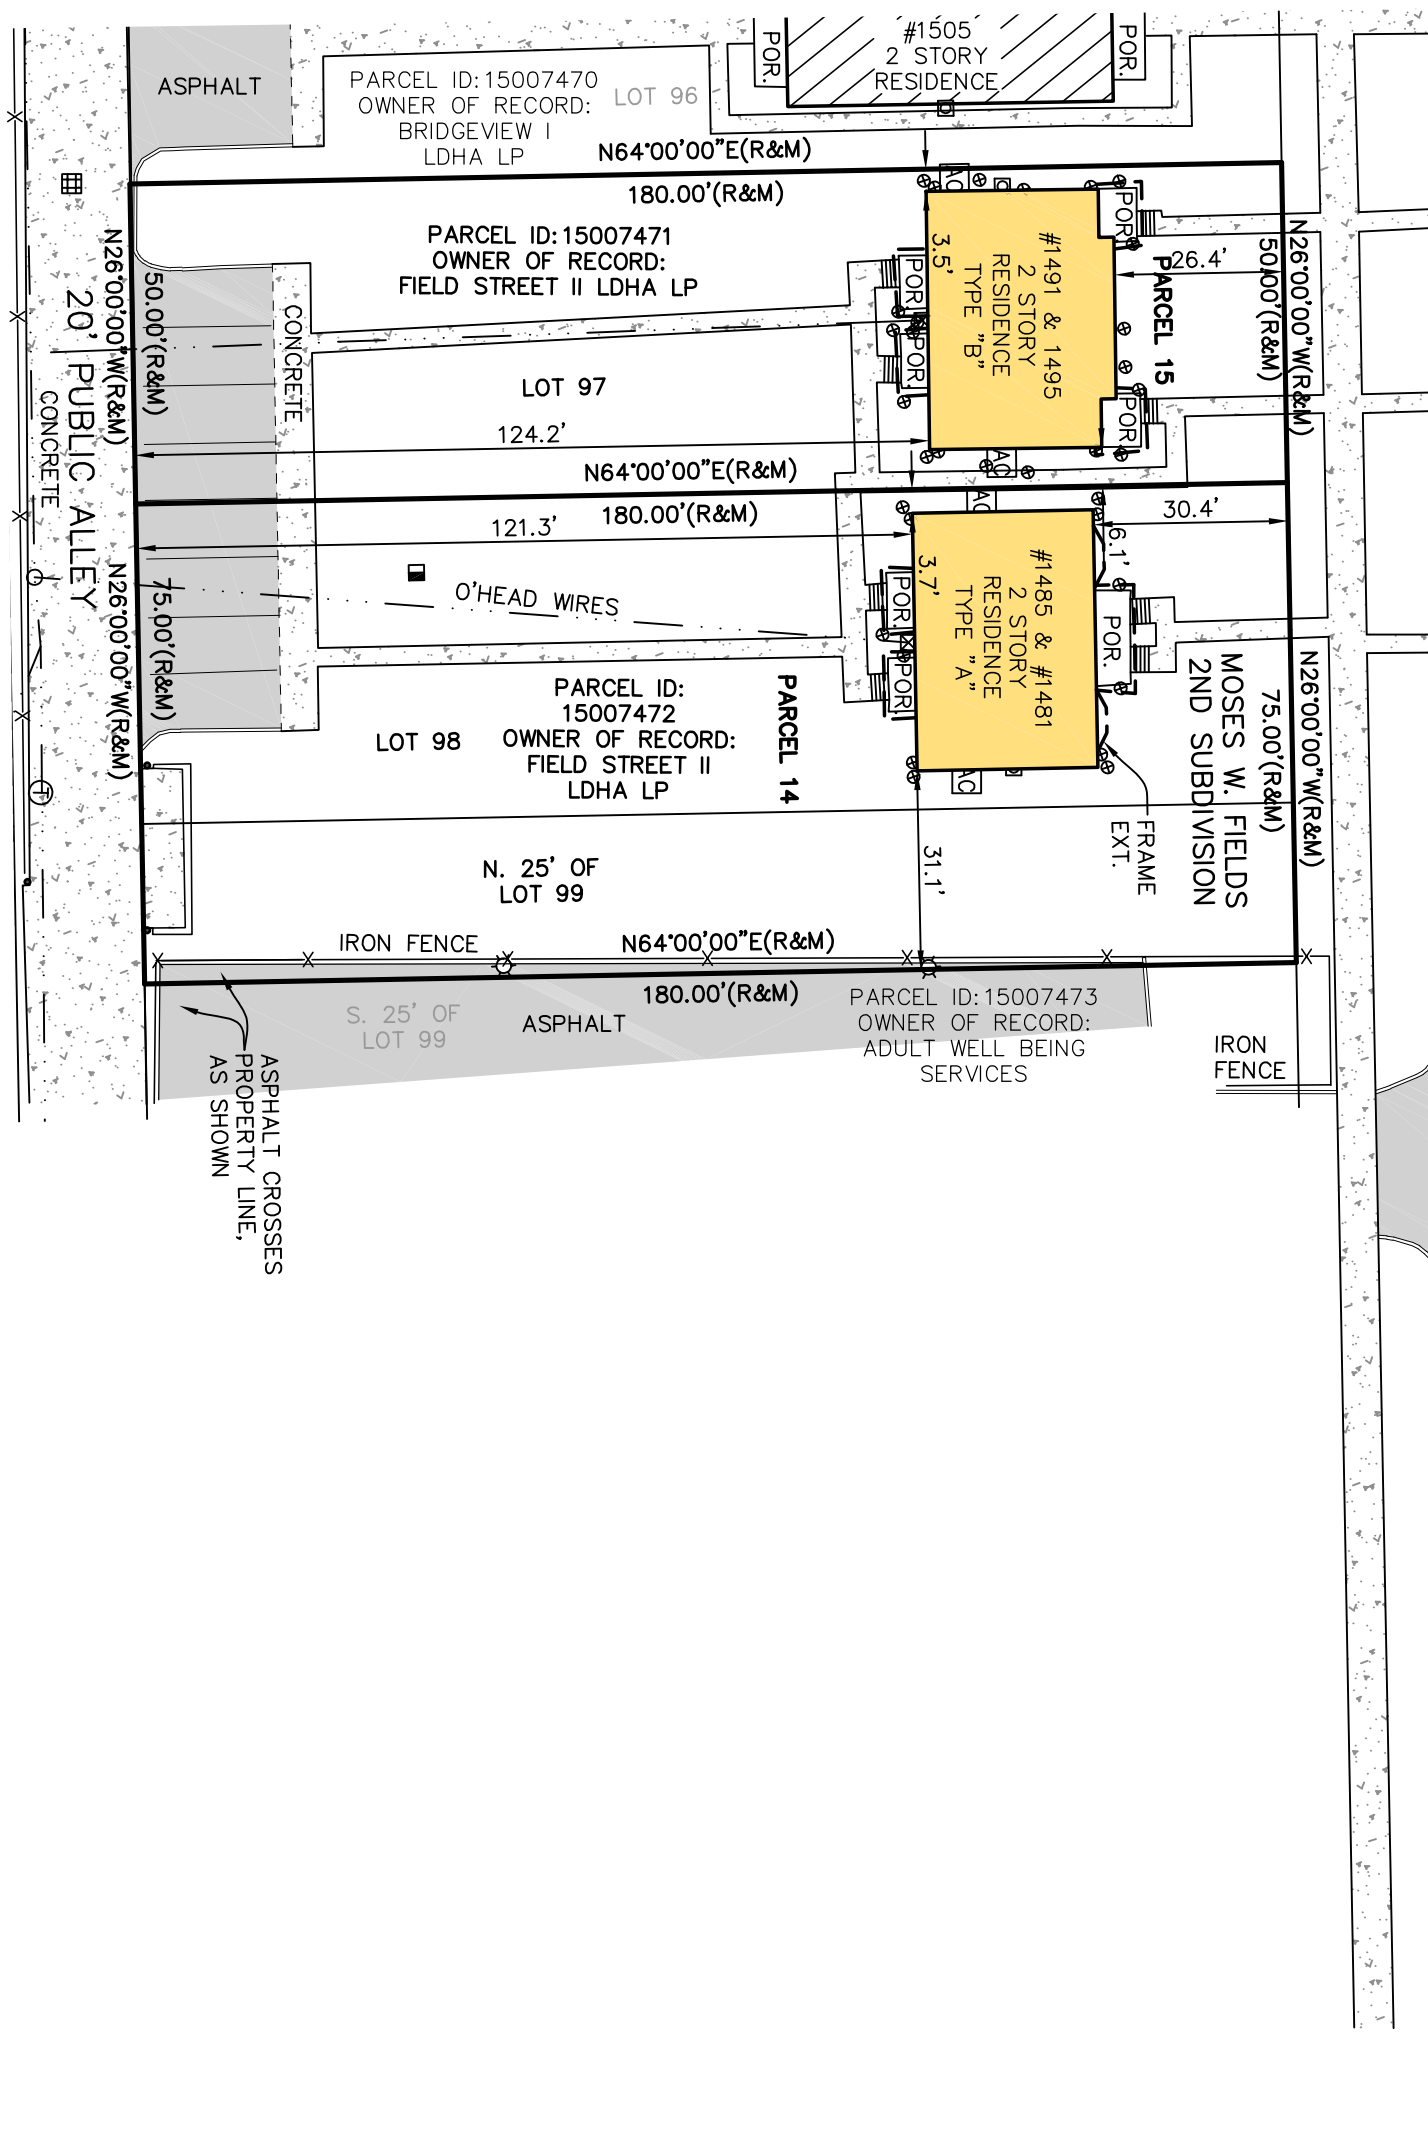 #1505
2 STORY
RESIDENCE
POR.
POR.
ASPHALT
PARCEL ID:15007470
OWNER OF RECORD:
BRIDGEVIEW I
LDHA LP
LOT 96
N64°00'00"E(R&M)
180.00'(R&M)
PARCEL ID:15007471
OWNER OF RECORD:
FIELD STREET II LDHA LP
AC
POR.
#1491 & 1495
2 STORY
RESIDENCE
TYPE "B"
3.5'
POR.
POR.
POR.
AC
26.4'
PARCEL 15
50.00'(R&M)
N26°00'00"W(R&M)
N26°00'00"W(R&M)
50.00'(R&M)
20' PUBLIC ALLEY
CONCRETE
CONCRETE
LOT 97
124.2'
N64°00'00"E(R&M)
180.00'(R&M)
121.3'
30.4'
6.1'
AC
#1485 & #1481
2 STORY
RESIDENCE
TYPE "A"
3.7'
POR.
POR.
POR.
AC
O'HEAD WIRES
N26°00'00"W(R&M)
75.00'(R&M)
MOSES W. FIELDS
2ND SUBDIVISION
75.00'(R&M)
N26°00'00"W(R&M)
PARCEL ID:
15007472
OWNER OF RECORD:
FIELD STREET II
LDHA LP
LOT 98
PARCEL 14
FRAME
EXT.
31.1'
N. 25' OF
LOT 99
IRON FENCE
N64°00'00"E(R&M)
180.00'(R&M)
S. 25' OF
LOT 99
ASPHALT
PARCEL ID:15007473
OWNER OF RECORD:
ADULT WELL BEING
SERVICES
IRON
FENCE
ASPHALT CROSSES
PROPERTY LINE,
AS SHOWN